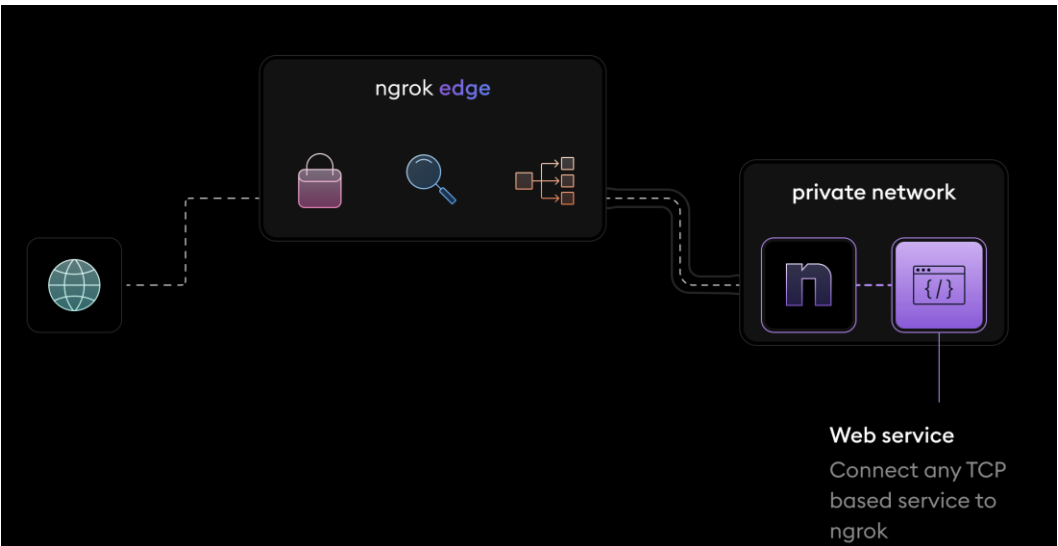 ngrok edge
private network
n
{/}
Web service
Connect any TCP
based service to
ngrok